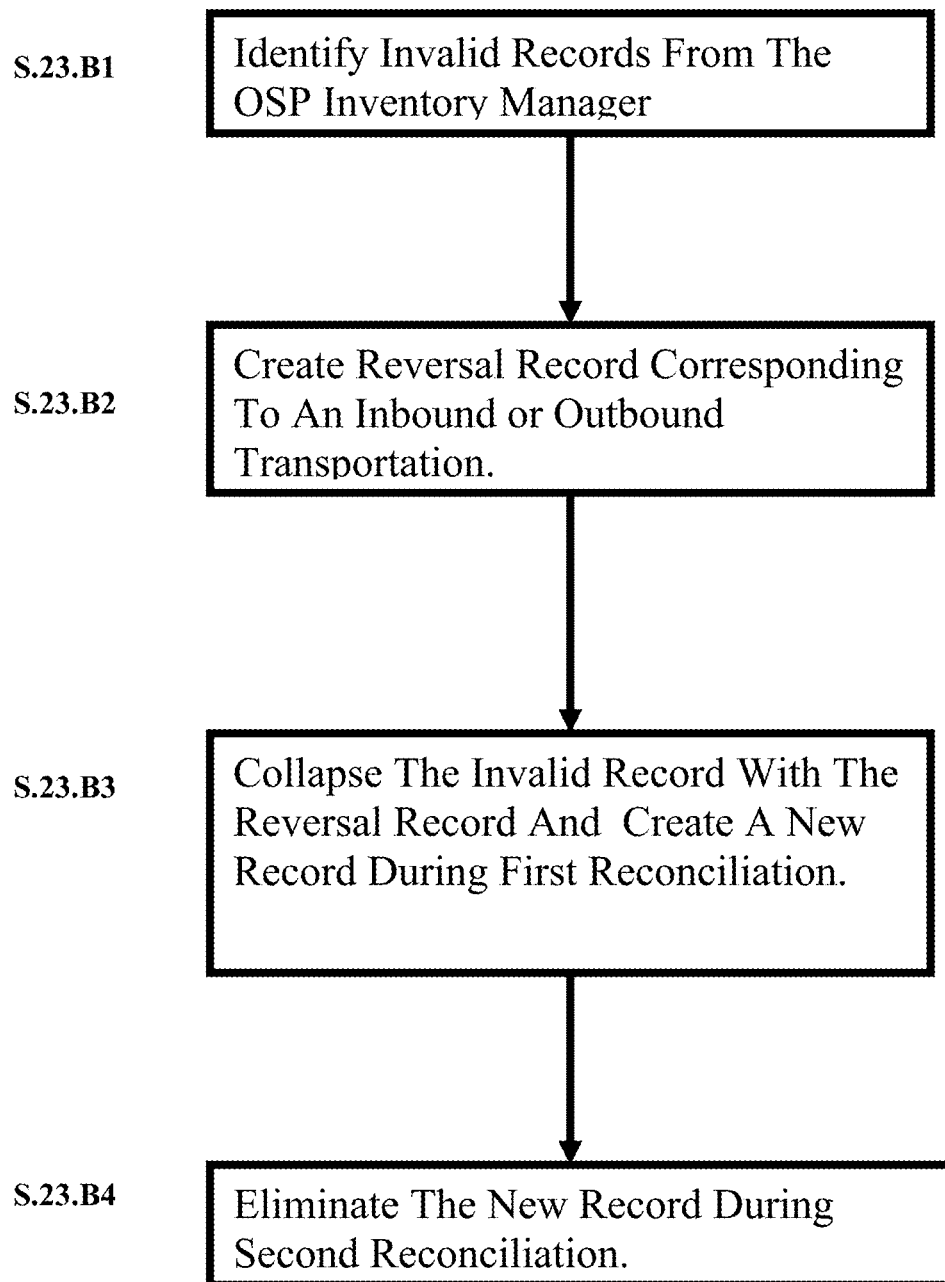 S.23.B1
Identify Invalid Records From The
OSP Inventory Manager
S.23.B2
Create Reversal Record Corresponding
To An Inbound or Outbound
Transportation.
S.23.B3
Collapse The Invalid Record With The
Reversal Record And  Create A New
Record During First Reconciliation.
S.23.B4
Eliminate The New Record During
Second Reconciliation.